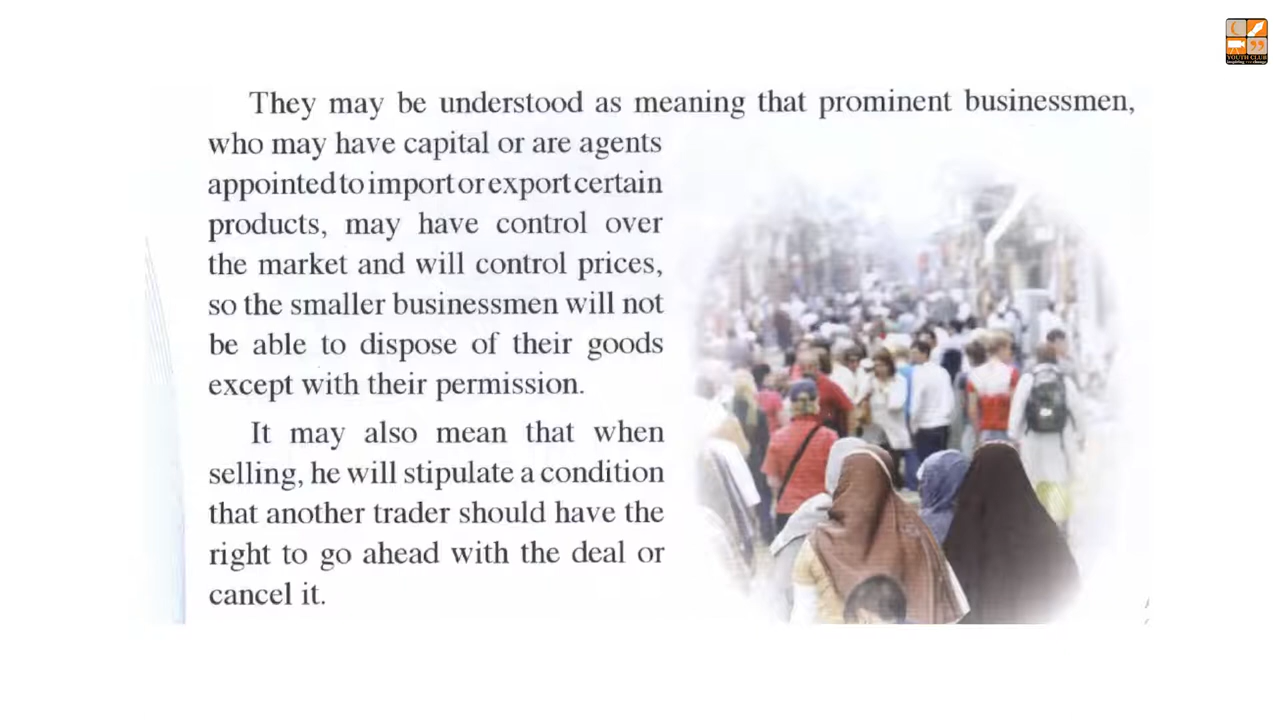 YOUTH CLUB
They may be understood as meaning that prominent businessmen,
who may have capital or are agents
appointed to import or export certain
products, may have control over
the market and will control prices,
so the smaller businessmen will not
be able to dispose of their goods
except with their permission.
It may also mean that when
selling, he will stipulate a condition
that another trader should have the
right to go ahead with the deal or
cancel it.